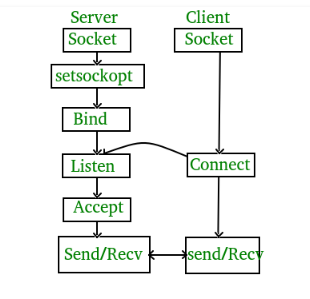 Server
Client
Socket
Socket
setsockopt
Bind
Listen
Connect
Accept
Send/Recv
send/Recv